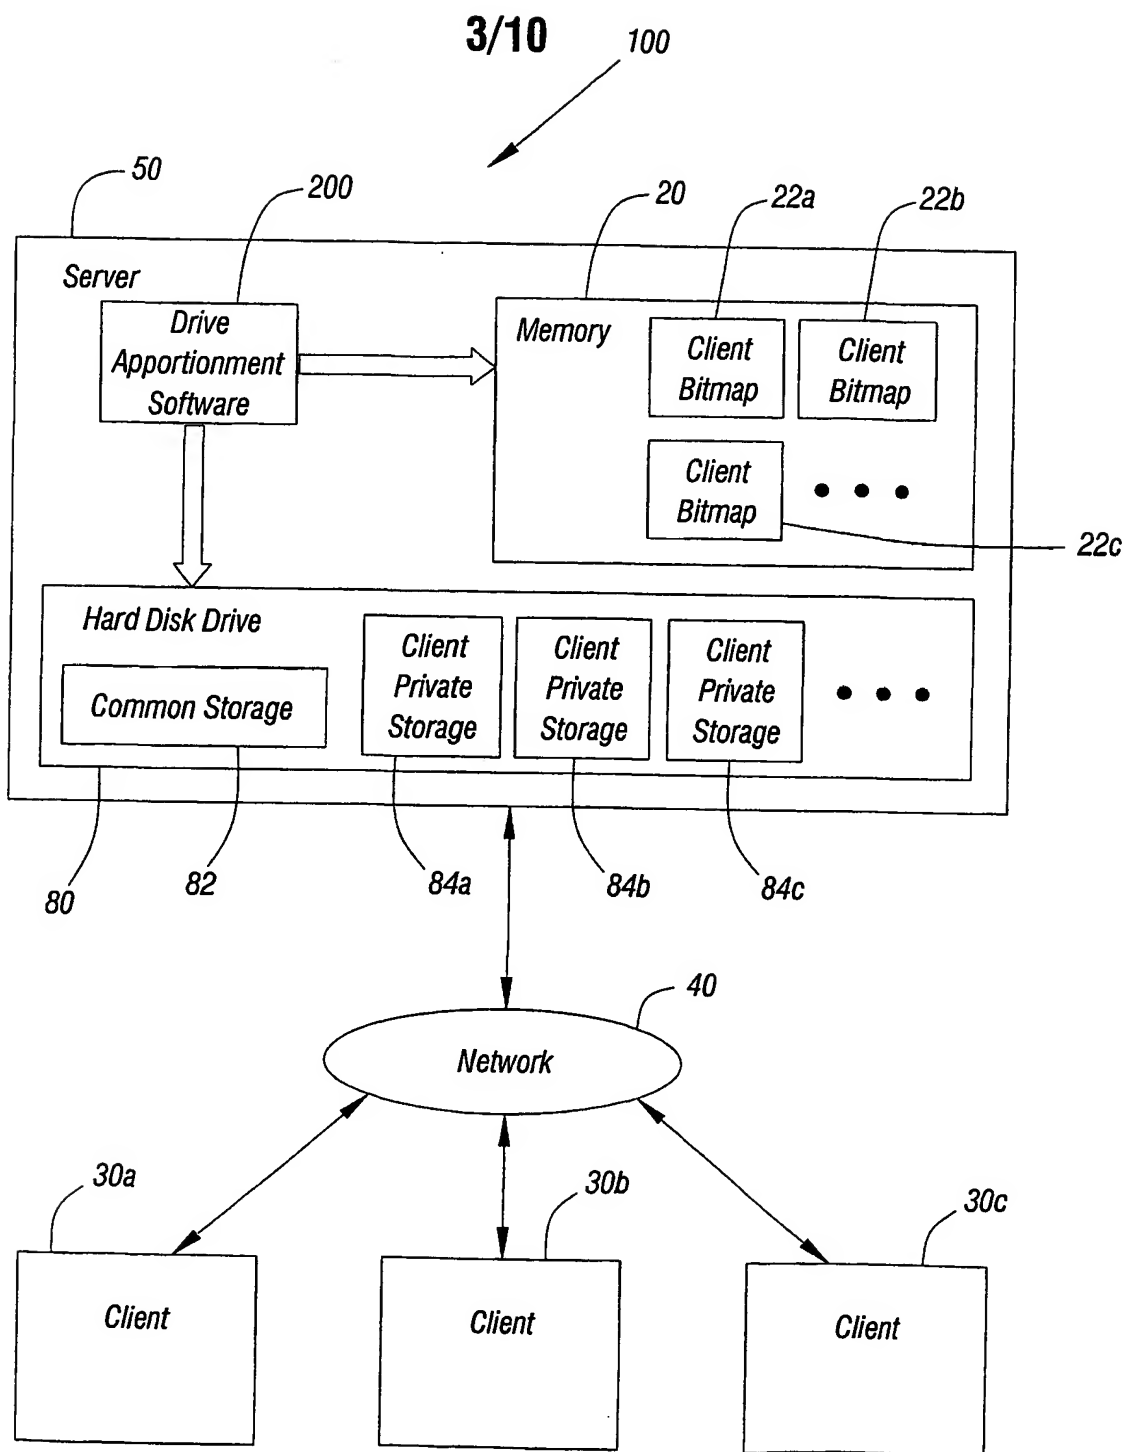 3/10
100
50
200
20
22a
22b
Server
Drive
Apportionment
Software
Memory
Client
Bitmap
Client
Bitmap
Client
Bitmap
22c
Hard Disk Drive
Common Storage
Client
Private
Storage
Client
Private
Storage
Client
Private
Storage
80
82
84a
84b
84c
40
Network
30a
30b
30c
Client
Client
Client